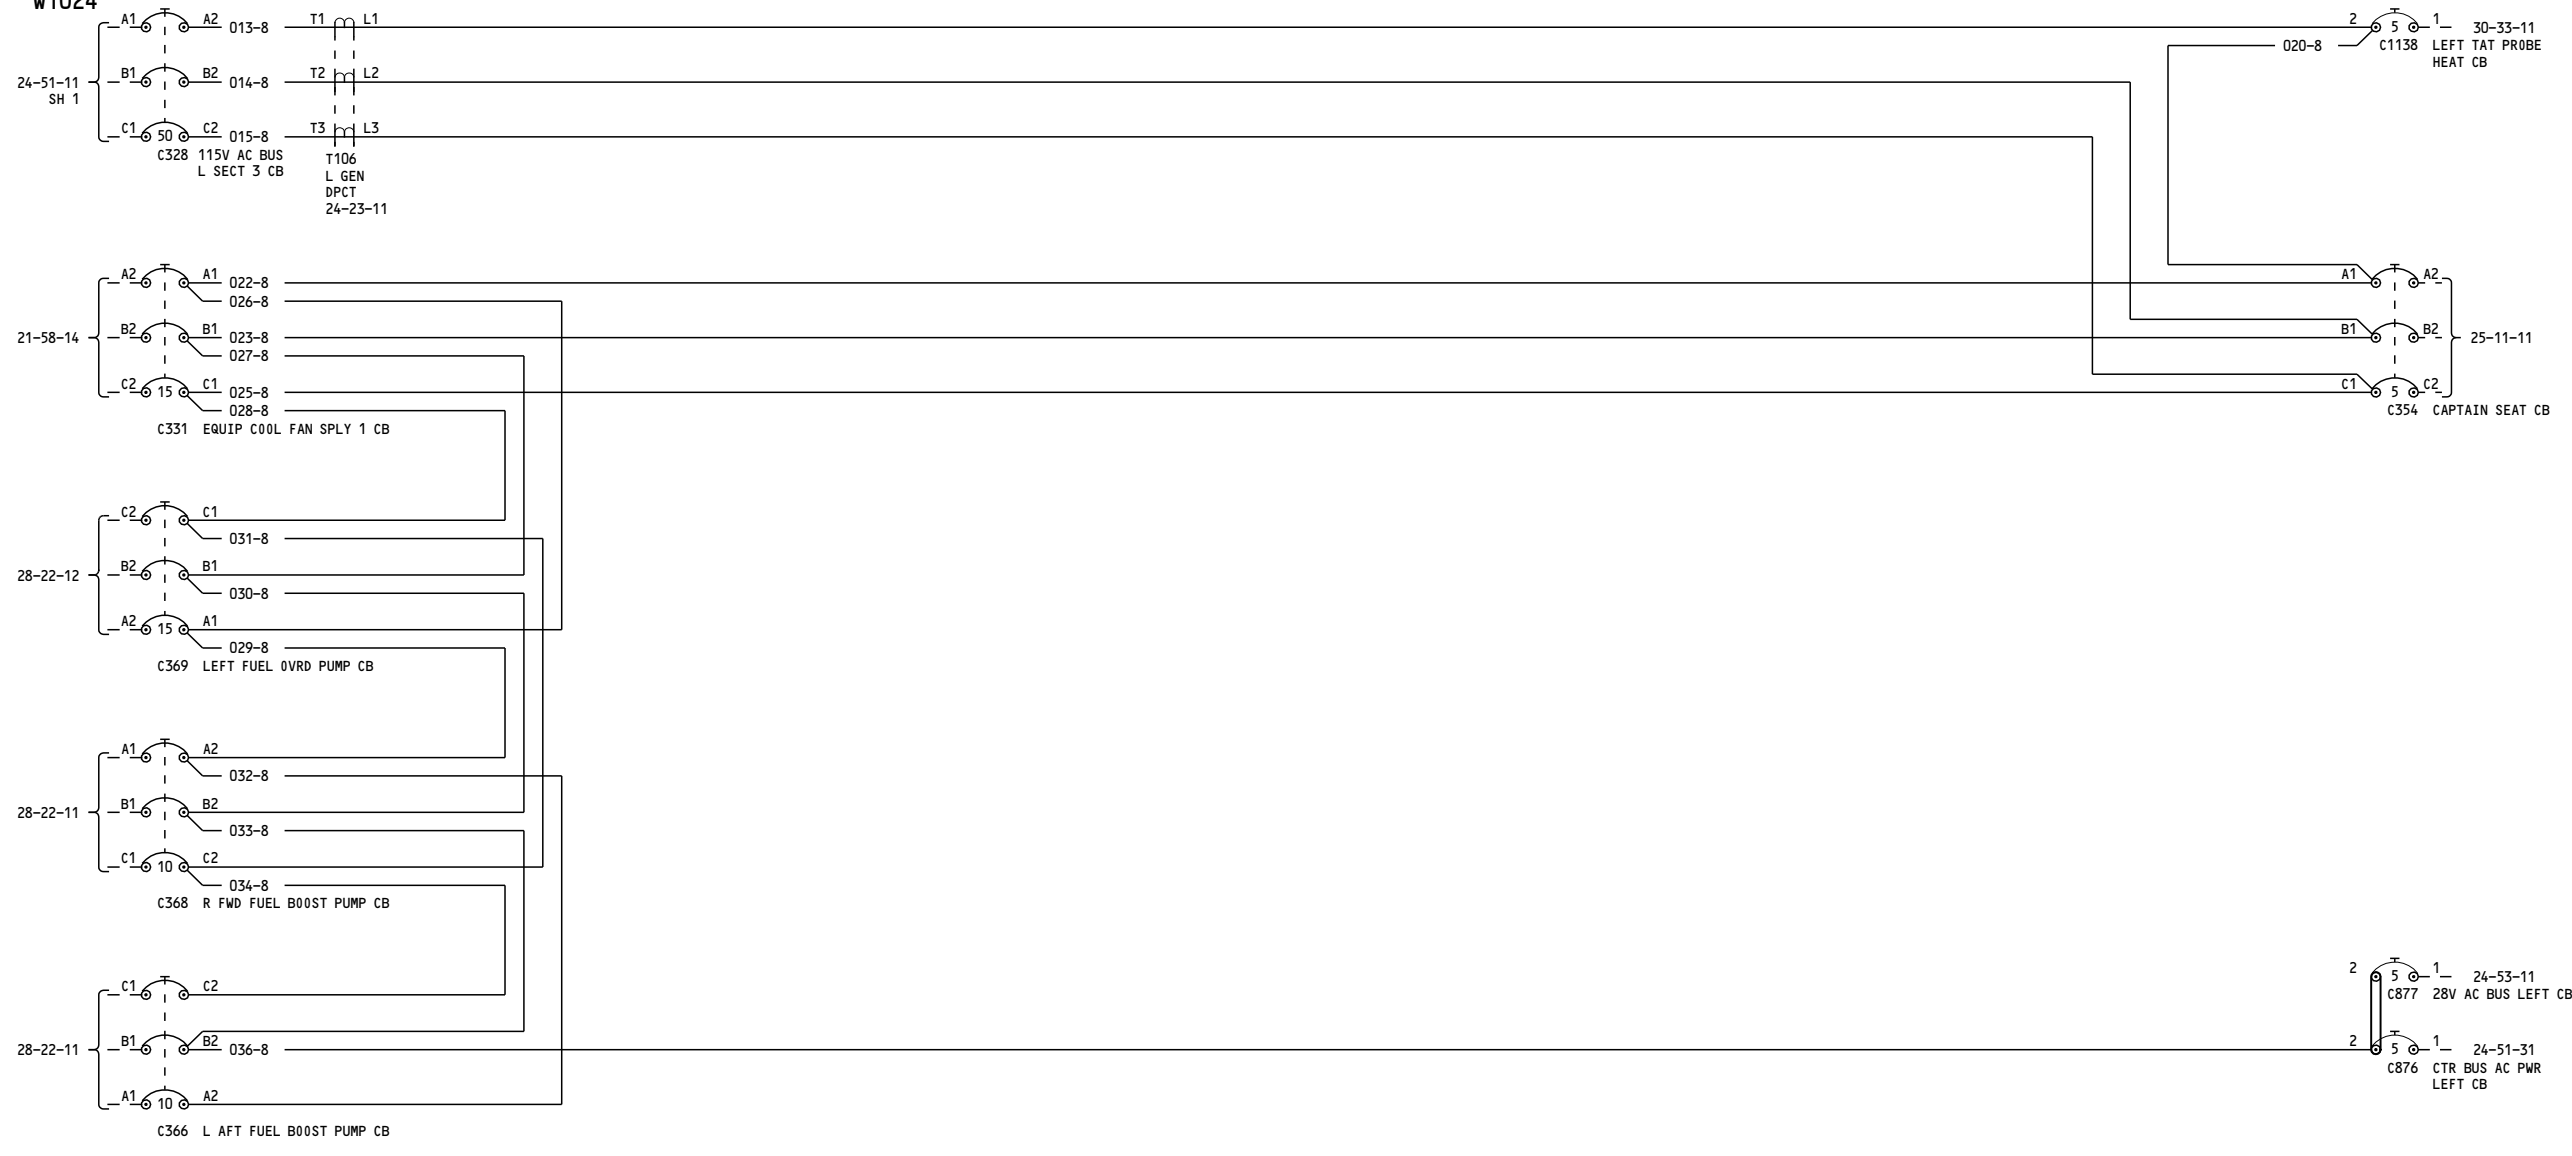 W1024
A1 A2 013-8 T1 L1
2 5 1 30-33-11
020-8 C1138 LEFT TAT PROBE
HEAT CB
B1 B2 014-8 T2 L2
24-51-11
SH 1
C1 50 C2 015-8 T3 L3
C328 115V AC BUS
L SECT 3 CB
T106
L GEN
DPCT
24-23-11
A2 A1 022-8 A1 A2
026-8
21-58-14 B2 B1 023-8 B1 B2 25-11-11
027-8
C2 15 C1 025-8 C1 5 C2
028-8 C354 CAPTAIN SEAT CB
C331 EQUIP COOL FAN SPLY 1 CB
C2 C1
031-8
28-22-12 B2 B1
030-8
A2 15 A1
029-8
C369 LEFT FUEL OVRD PUMP CB
A1 A2
032-8
28-22-11 B1 B2
033-8
C1 10 C2
034-8
C368 R FWD FUEL BOOST PUMP CB
2 5 1 24-53-11
C877 28V AC BUS LEFT CB
C1 C2
28-22-11 B1 B2 036-8 2 5 1 24-51-31
C876 CTR BUS AC PWR
LEFT CB
A1 10 A2
C366 L AFT FUEL BOOST PUMP CB